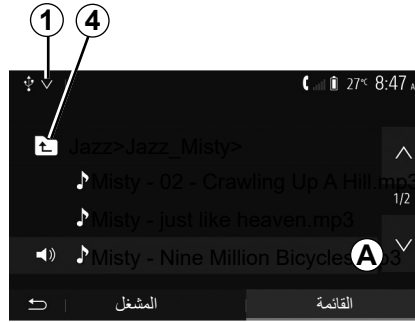 1 4
27°C 8:47 A
Jazz>Jazz_Misty>
Misty - 02 - Crawling Up A Hill.mp3
1/2
Misty - just like heaven.mp3
Misty - Nine Million Bicycles.mp3
A
المشغل القائمة